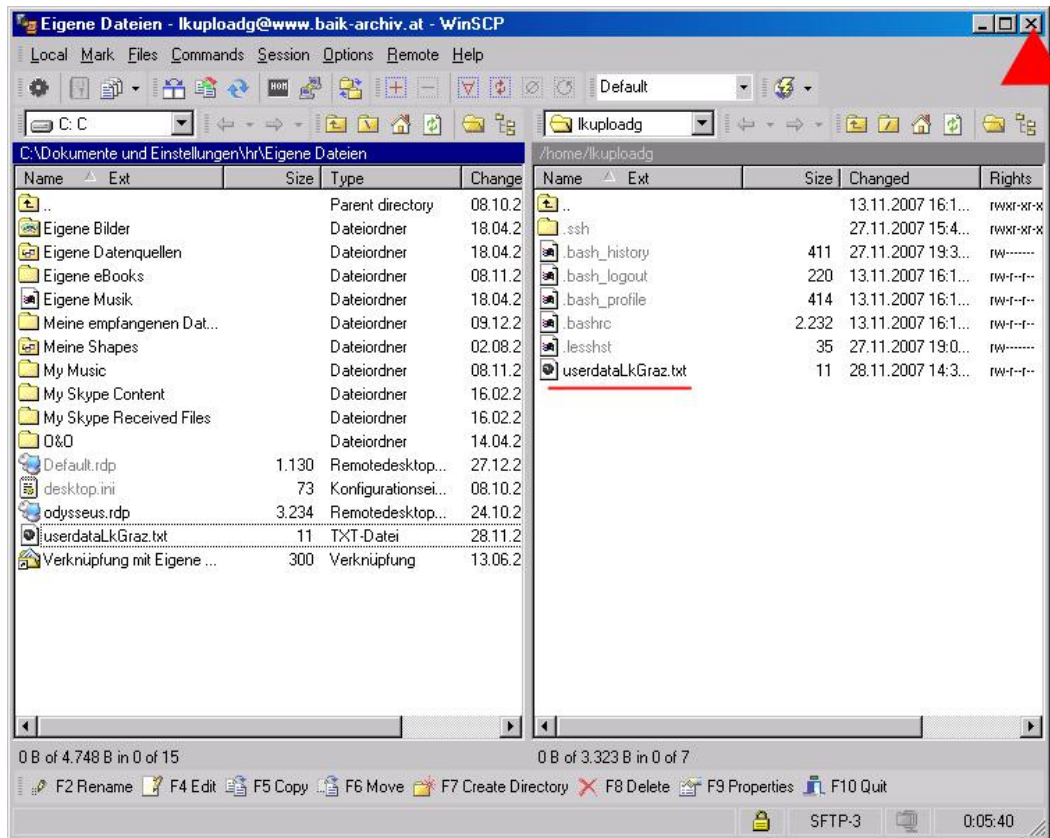 Eigene Dateien - lkuploadg@www.baik-archiv.at - WinSCP
Local Mark Files Commands Session Options Remote Help
Default
C: C
lkuploadg
C:\Dokumente und Einstellungen\hr\Eigene Dateien
/home/lkuploadg
Name Ext Size Type Change
Name Ext Size Changed Rights
.. Parent directory 08.10.2
.. 13.11.2007 16:1... rwxr-xr-x
Eigene Bilder Dateiordner 18.04.2
.ssh 27.11.2007 15:4... rwxr-xr-x
Eigene Datenquellen Dateiordner 18.04.2
.bash_history 411 27.11.2007 19:3... rw-------
Eigene eBooks Dateiordner 08.11.2
.bash_logout 220 13.11.2007 16:1... rw-r--r--
Eigene Musik Dateiordner 18.04.2
.bash_profile 414 13.11.2007 16:1... rw-r--r--
Meine empfangenen Dat... Dateiordner 09.12.2
.bashrc 2.232 13.11.2007 16:1... rw-r--r--
Meine Shapes Dateiordner 02.08.2
.lesshst 35 27.11.2007 19:0... rw-------
My Music Dateiordner 08.11.2
userdataLkGraz.txt 11 28.11.2007 14:3... rw-r--r--
My Skype Content Dateiordner 16.02.2
My Skype Received Files Dateiordner 16.02.2
O&O Dateiordner 14.04.2
Default.rdp 1.130 Remotedesktop... 27.12.2
desktop.ini 73 Konfigurationsei... 08.10.2
odysseus.rdp 3.234 Remotedesktop... 24.10.2
userdataLkGraz.txt 11 TXT-Datei 28.11.2
Verknüpfung mit Eigene ... 300 Verknüpfung 13.06.2
0 B of 4.748 B in 0 of 15
0 B of 3.323 B in 0 of 7
F2 Rename F4 Edit F5 Copy F6 Move F7 Create Directory F8 Delete F9 Properties F10 Quit
SFTP-3 0:05:40